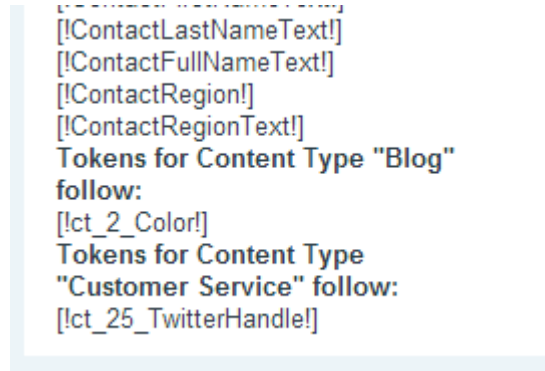 [!ContactFirstNameText!]
[!ContactLastNameText!]
[!ContactFullNameText!]
[!ContactRegion!]
[!ContactRegionText!]
Tokens for Content Type "Blog"
follow:
[!ct_2_Color!]
Tokens for Content Type
"Customer Service" follow:
[!ct_25_TwitterHandle!]